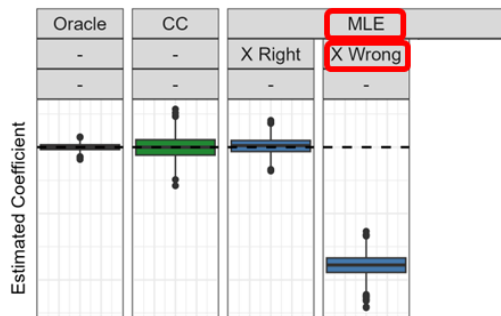 Oracle CC MLE
- - X Right X Wrong
- - - -
Estimated Coefficient